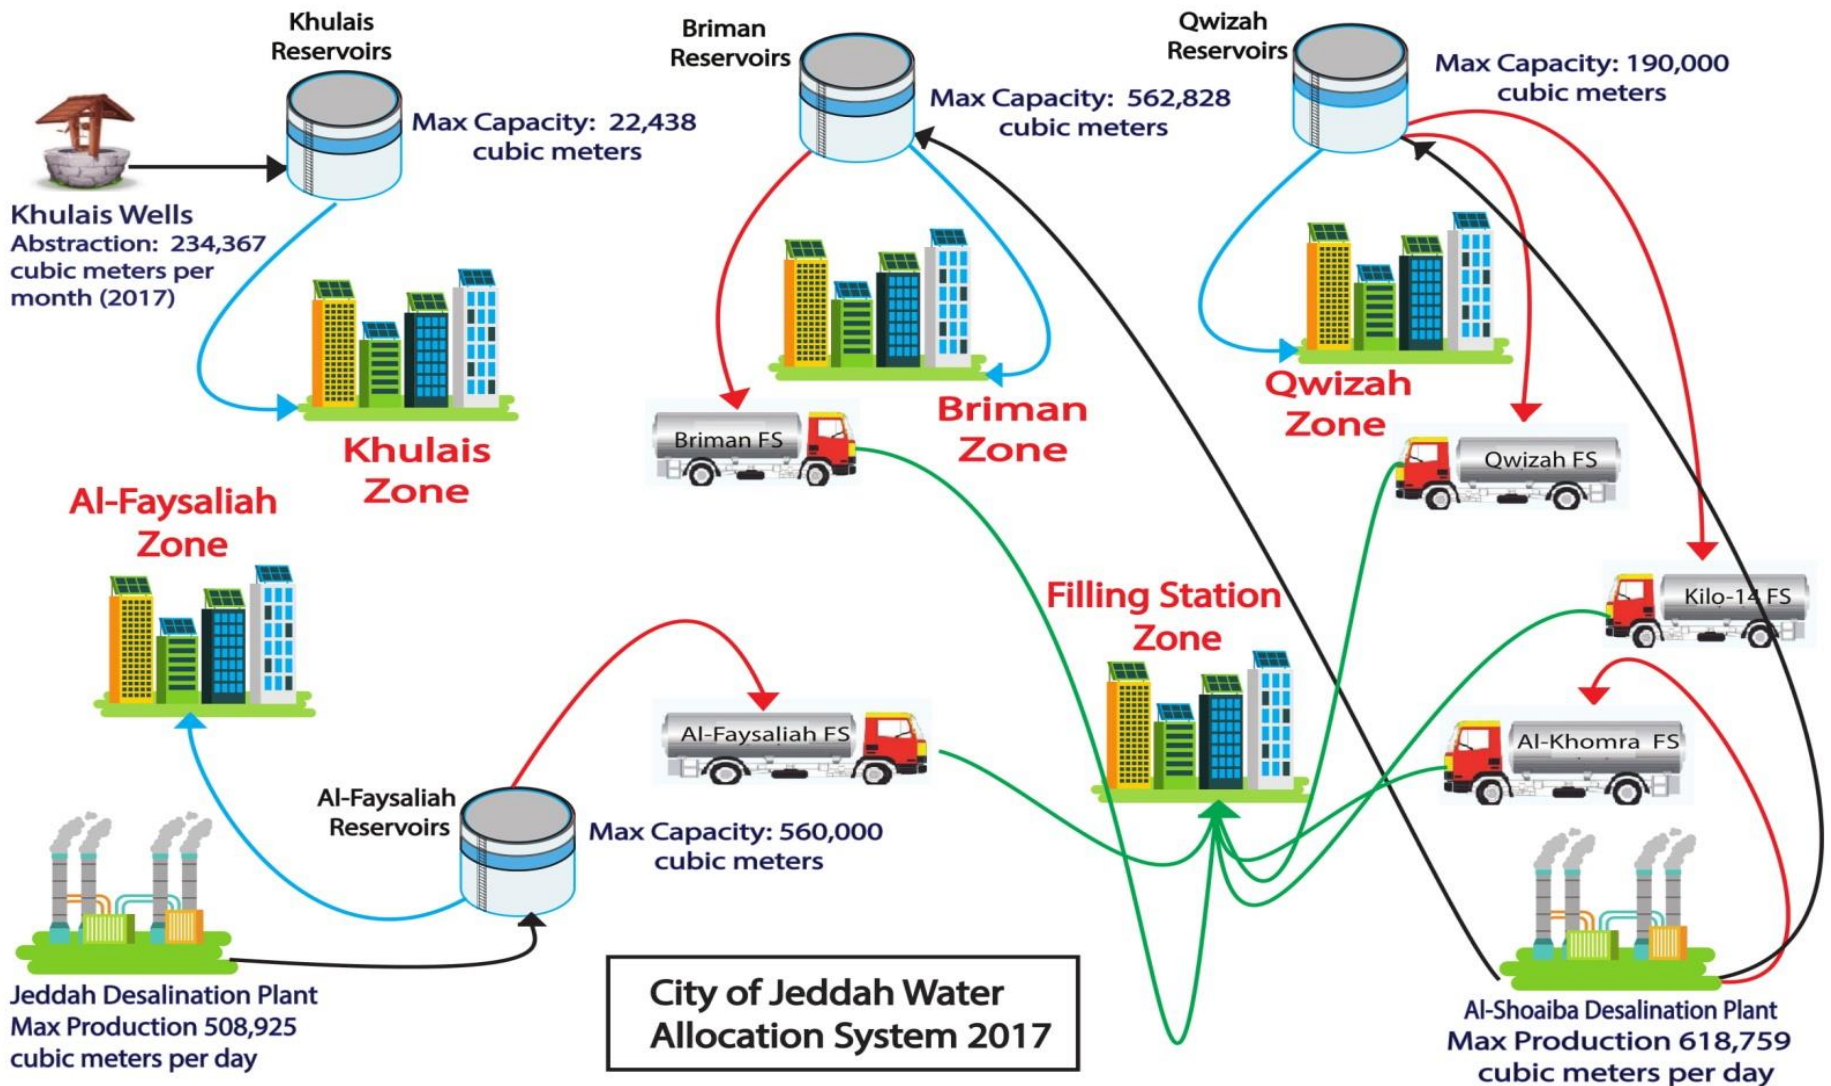 Khulais
Reservoirs
Max Capacity: 22,438
cubic meters
Briman
Reservoirs
Max Capacity: 562,828
cubic meters
Qwizah
Reservoirs
Max Capacity: 190,000
cubic meters
Khulais Wells
Abstraction: 234,367
cubic meters per
month (2017)
Khulais
Zone
Briman FS
Briman
Zone
Qwizah
Zone
Qwizah FS
Al-Faysaliah
Zone
Filling Station
Zone
Kilo-14 FS
Al-Faysaliah FS
Al-Khomra FS
Al-Faysaliah
Reservoirs
Max Capacity: 560,000
cubic meters
Jeddah Desalination Plant
Max Production 508,925
cubic meters per day
City of Jeddah Water
Allocation System 2017
Al-Shoaiba Desalination Plant
Max Production 618,759
cubic meters per day